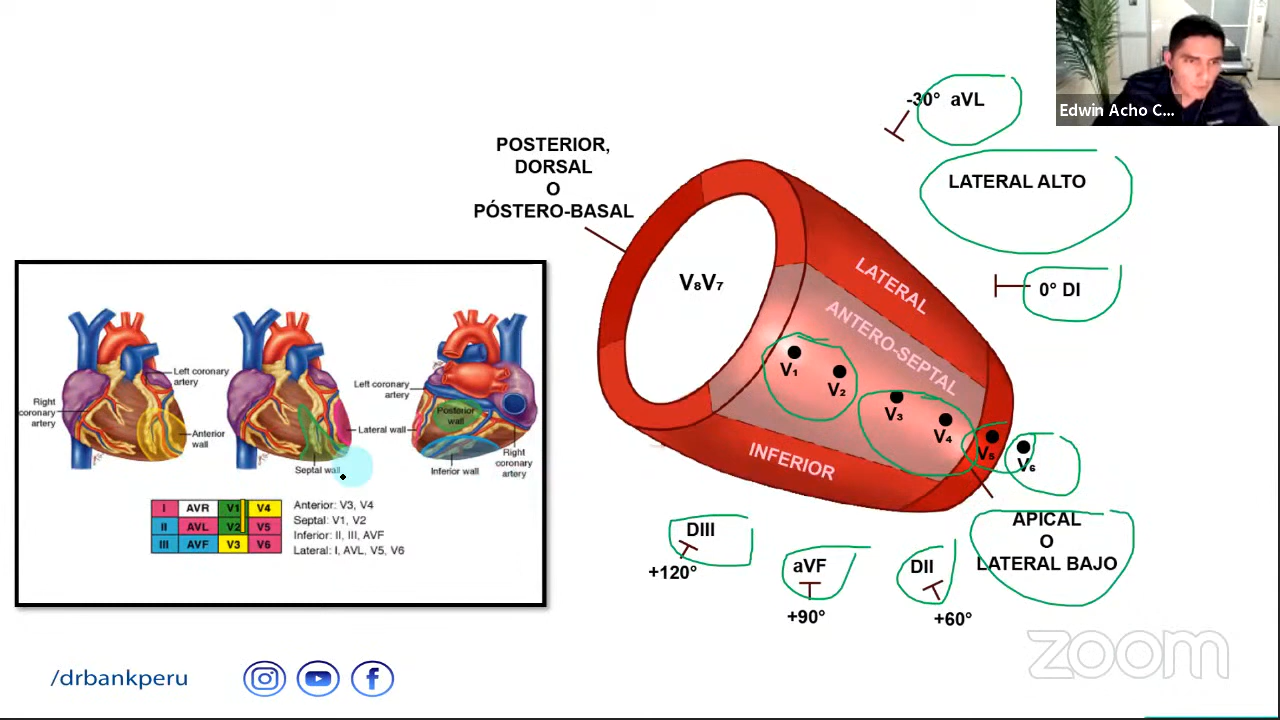 -30° aVL
Edwin Acho C...
POSTERIOR,
DORSAL
O
PÓSTERO-BASAL
LATERAL ALTO
V₈V₇
LATERAL
0° DI
ANTERO-SEPTAL
V₁
V₂
V₃
V₄
V₅
V₆
INFERIOR
APICAL
O
LATERAL BAJO
DIII
+120°
aVF
+90°
DII
+60°
Left coronary
artery
Right
coronary
artery
Anterior
wall
Septal wall
Lateral wall
Left coronary
artery
Posterior
wall
Inferior wall
Right
coronary
artery
I AVR V1 V4
II AVL V2 V5
III AVF V3 V6
Anterior: V3, V4
Septal: V1, V2
Inferior: II, III, AVF
Lateral: I, AVL, V5, V6
/drbankperu
zoom